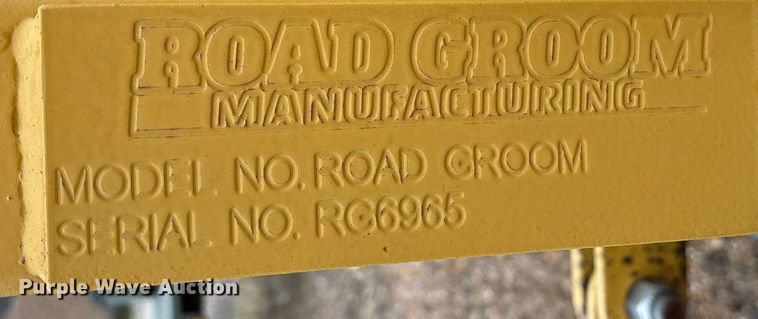 ROAD GROOM
MANUFACTURING
MODEL NO. ROAD GROOM
SERIAL NO. RG6965
Purple Wave Auction